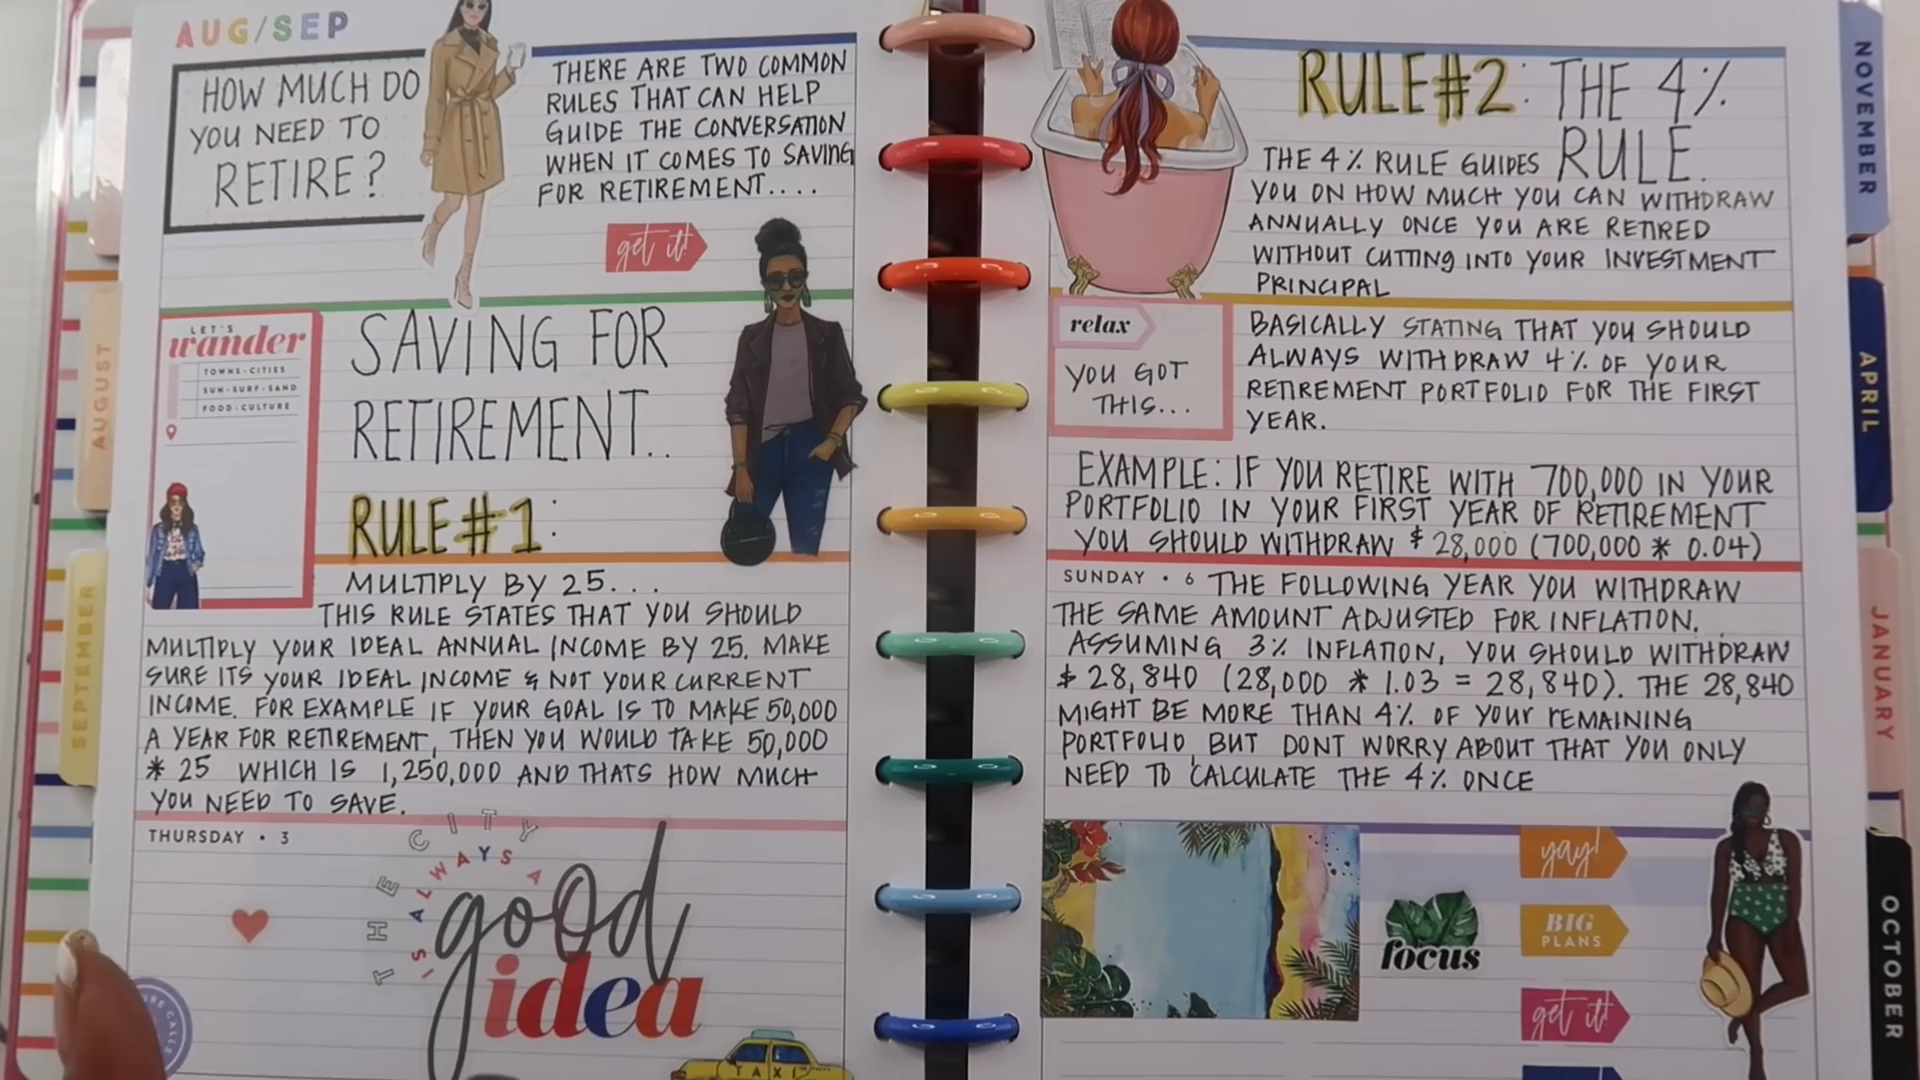 AUG/SEP
HOW MUCH DO
YOU NEED TO
RETIRE?
THERE ARE TWO COMMON
RULES THAT CAN HELP
GUIDE THE CONVERSATION
WHEN IT COMES TO SAVING
FOR RETIREMENT....
get it!
LET'S
wander
TOWNS·CITIES
SUN·SURF·SAND
FOOD·CULTURE
SAVING FOR
RETIREMENT..
RULE #1:
MULTIPLY BY 25...
THIS RULE STATES THAT YOU SHOULD
MULTIPLY YOUR IDEAL ANNUAL INCOME BY 25. MAKE
SURE ITS YOUR IDEAL INCOME & NOT YOUR CURRENT
INCOME. FOR EXAMPLE IF YOUR GOAL IS TO MAKE 50,000
A YEAR FOR RETIREMENT, THEN YOU WOULD TAKE 50,000
* 25 WHICH IS 1,250,000 AND THATS HOW MUCH
YOU NEED TO SAVE.
THURSDAY • 3
THE CITY
IS ALWAYS A
good
idea
TAXI
RULE #2: THE 4%
RULE.
THE 4% RULE GUIDES
YOU ON HOW MUCH YOU CAN WITHDRAW
ANNUALLY ONCE YOU ARE RETIRED
WITHOUT CUTTING INTO YOUR INVESTMENT
PRINCIPAL
relax
YOU GOT
THIS...
BASICALLY STATING THAT YOU SHOULD
ALWAYS WITHDRAW 4% OF YOUR
RETIREMENT PORTFOLIO FOR THE FIRST
YEAR.
EXAMPLE: IF YOU RETIRE WITH 700,000 IN YOUR
PORTFOLIO IN YOUR FIRST YEAR OF RETIREMENT
YOU SHOULD WITHDRAW $28,000 (700,000 * 0.04)
SUNDAY • 6 THE FOLLOWING YEAR YOU WITHDRAW
THE SAME AMOUNT ADJUSTED FOR INFLATION.
ASSUMING 3% INFLATION, YOU SHOULD WITHDRAW
$28,840 (28,000 * 1.03 = 28,840). THE 28,840
MIGHT BE MORE THAN 4% OF YOUR REMAINING
PORTFOLIO, BUT DONT WORRY ABOUT THAT YOU ONLY
NEED TO CALCULATE THE 4% ONCE
yay!
BIG
PLANS
focus
get it!
AUGUST
SEPTEMBER
NOVEMBER
APRIL
JANUARY
OCTOBER